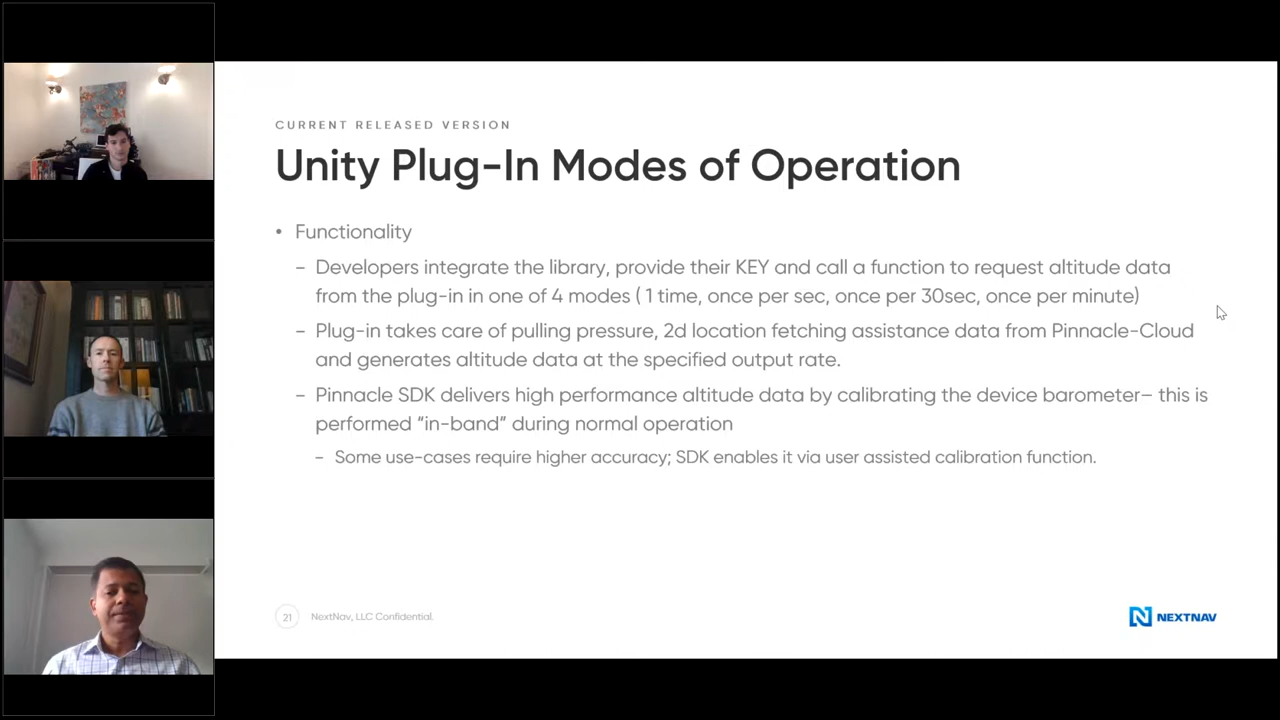 CURRENT RELEASED VERSION
Unity Plug-In Modes of Operation
• Functionality
– Developers integrate the library, provide their KEY and call a function to request altitude data
from the plug-in in one of 4 modes ( 1 time, once per sec, once per 30sec, once per minute)
– Plug-in takes care of pulling pressure, 2d location fetching assistance data from Pinnacle-Cloud
and generates altitude data at the specified output rate.
– Pinnacle SDK delivers high performance altitude data by calibrating the device barometer– this is
performed “in-band” during normal operation
– Some use-cases require higher accuracy; SDK enables it via user assisted calibration function.
21 NextNav, LLC Confidential.
NEXTNAV